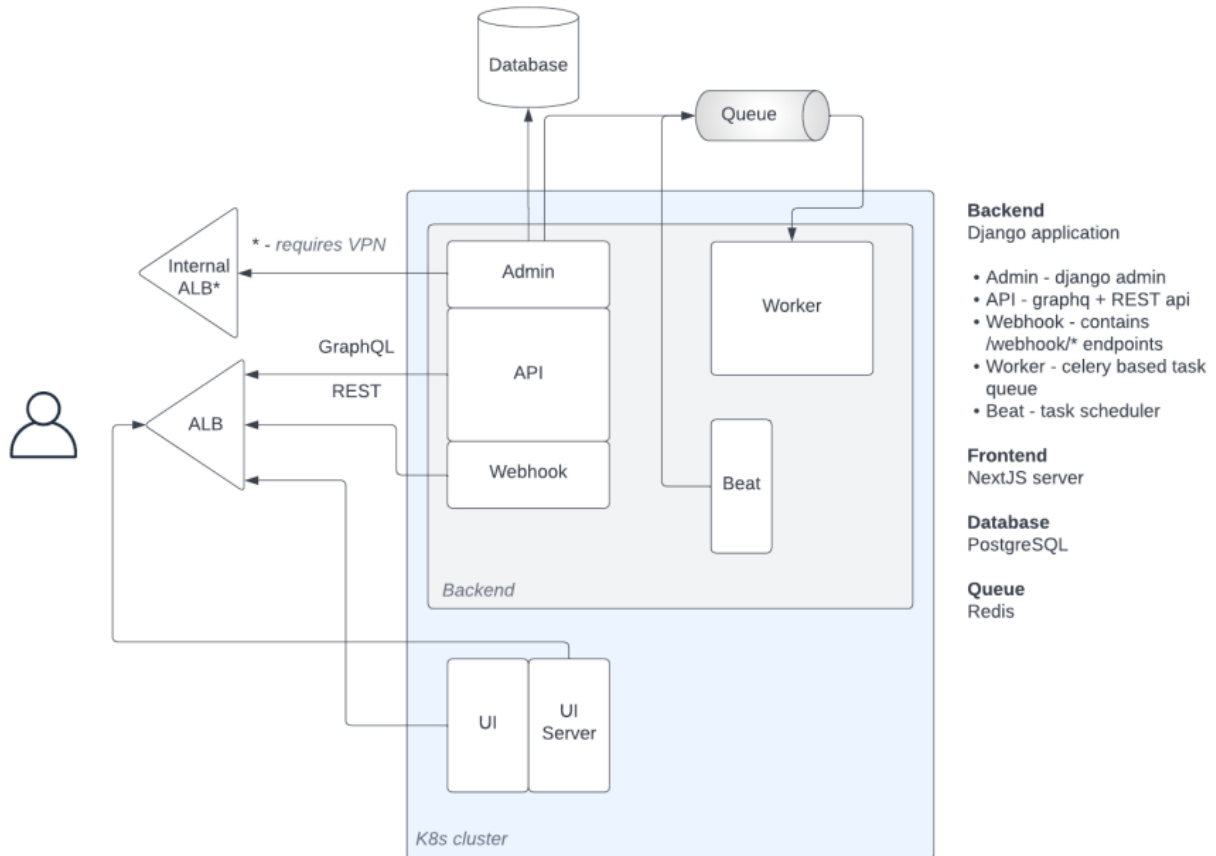 Database
Queue
* - requires VPN
Internal
ALB*
Admin
Worker
GraphQL
API
REST
ALB
Webhook
Beat
Backend
UI
UI
Server
K8s cluster
Backend
Django application
• Admin - django admin
• API - graphq + REST api
• Webhook - contains
/webhook/* endpoints
• Worker - celery based task
queue
• Beat - task scheduler
Frontend
NextJS server
Database
PostgreSQL
Queue
Redis